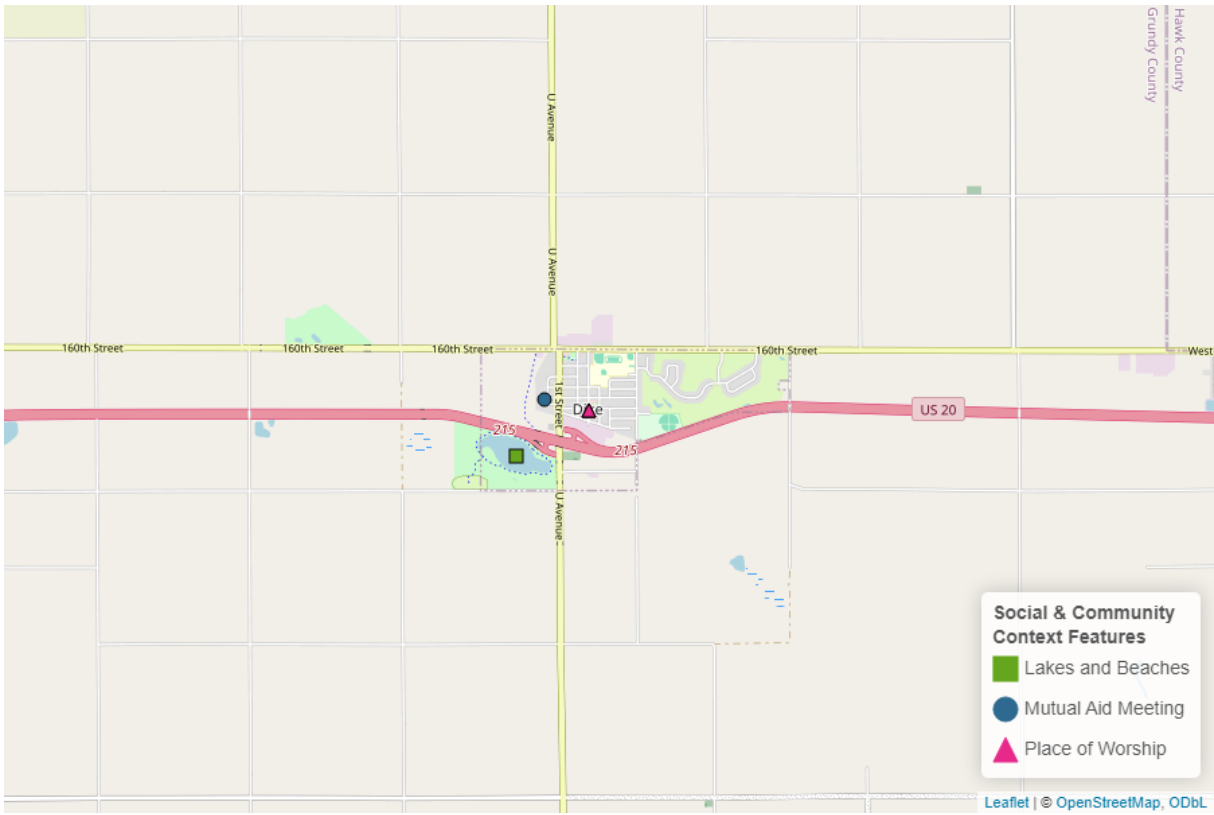 Hawk County
Grundy County
U Avenue
U Avenue
160th Street
160th Street
160th Street
160th Street
West
1st Street
US 20
215
215
U Avenue
Social & Community
Context Features
Lakes and Beaches
Mutual Aid Meeting
Place of Worship
Leaflet | © OpenStreetMap, ODbL